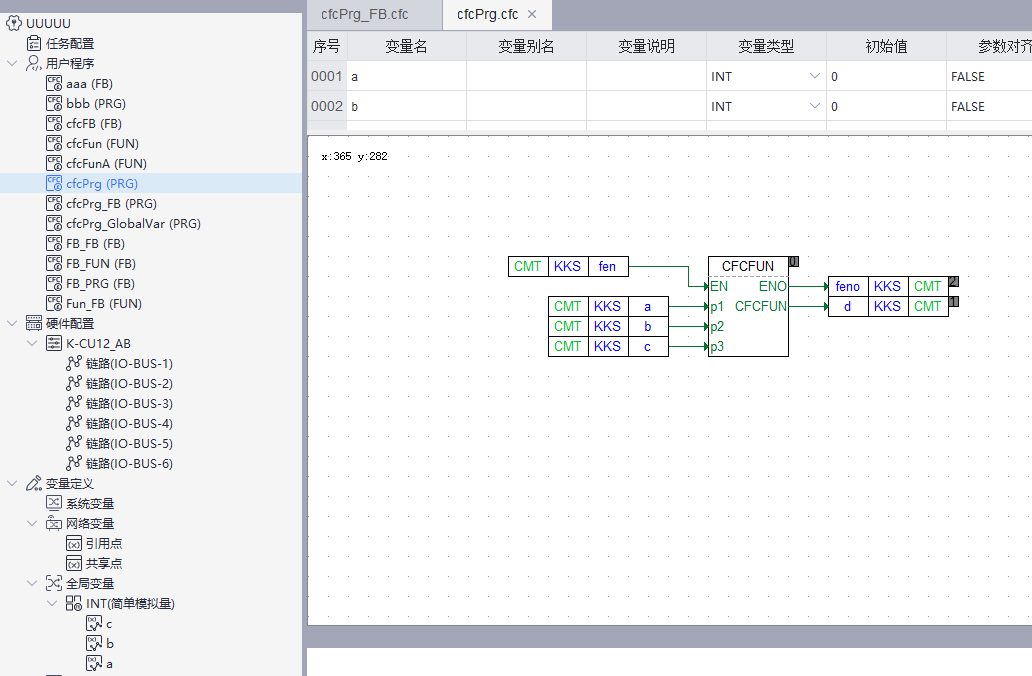 UUUUU
任务配置
用户程序
aaa (FB)
bbb (PRG)
cfcFB (FB)
cfcFun (FUN)
cfcFunA (FUN)
cfcPrg (PRG)
cfcPrg_FB (PRG)
cfcPrg_GlobalVar (PRG)
FB_FB (FB)
FB_FUN (FB)
FB_PRG (FB)
Fun_FB (FUN)
硬件配置
K-CU12_AB
链路(IO-BUS-1)
链路(IO-BUS-2)
链路(IO-BUS-3)
链路(IO-BUS-4)
链路(IO-BUS-5)
链路(IO-BUS-6)
变量定义
系统变量
网络变量
引用点
共享点
全局变量
INT(简单模拟量)
c
b
a
cfcPrg_FB.cfc cfcPrg.cfc
序号 变量名 变量别名 变量说明 变量类型 初始值 参数对齐
0001 a INT 0 FALSE
0002 b INT 0 FALSE
x:365 y:282
CMT KKS fen CFCFUN 0
EN ENO feno KKS CMT 2
CMT KKS a p1 CFCFUN d KKS CMT 1
CMT KKS b p2
CMT KKS c p3